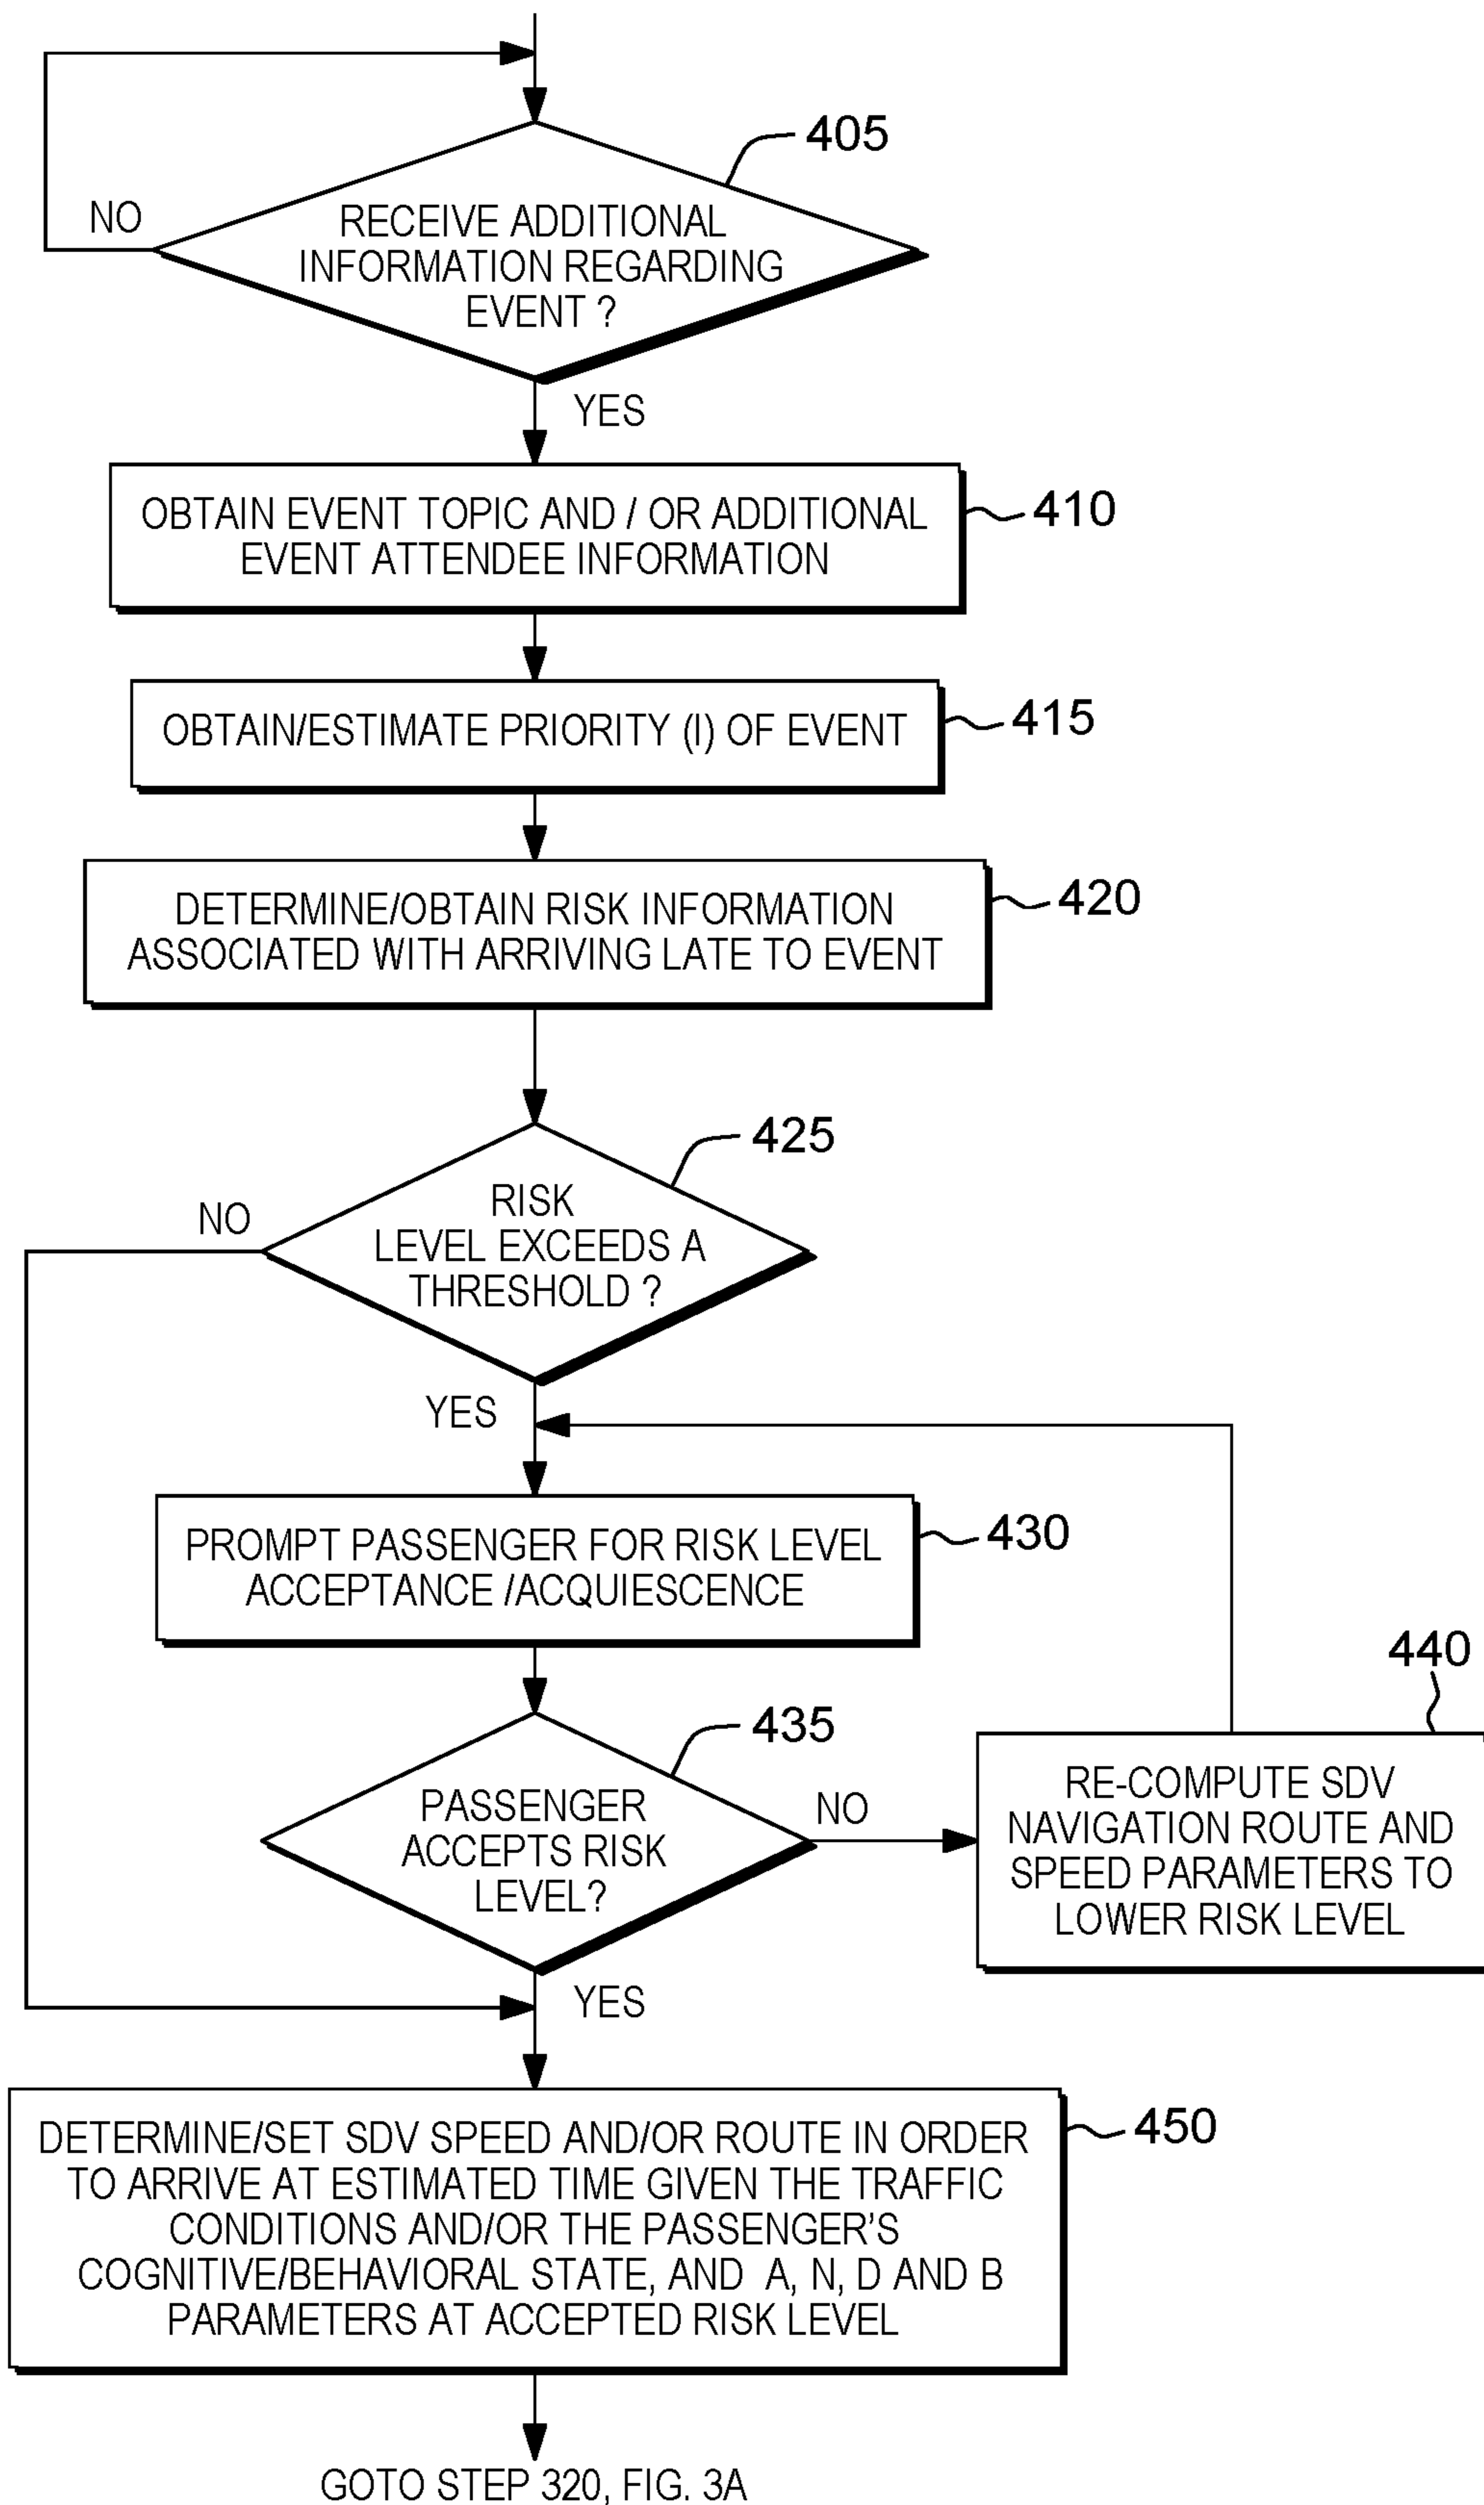 405
NO
RECEIVE ADDITIONAL
INFORMATION REGARDING
EVENT ?
YES
OBTAIN EVENT TOPIC AND / OR ADDITIONAL
EVENT ATTENDEE INFORMATION
410
OBTAIN/ESTIMATE PRIORITY (I) OF EVENT
415
DETERMINE/OBTAIN RISK INFORMATION
ASSOCIATED WITH ARRIVING LATE TO EVENT
420
425
NO
RISK
LEVEL EXCEEDS A
THRESHOLD ?
YES
PROMPT PASSENGER FOR RISK LEVEL
ACCEPTANCE /ACQUIESCENCE
430
435
PASSENGER
ACCEPTS RISK
LEVEL?
NO
440
RE-COMPUTE SDV
NAVIGATION ROUTE AND
SPEED PARAMETERS TO
LOWER RISK LEVEL
YES
DETERMINE/SET SDV SPEED AND/OR ROUTE IN ORDER
TO ARRIVE AT ESTIMATED TIME GIVEN THE TRAFFIC
CONDITIONS AND/OR THE PASSENGER'S
COGNITIVE/BEHAVIORAL STATE, AND A, N, D AND B
PARAMETERS AT ACCEPTED RISK LEVEL
450
GOTO STEP 320, FIG. 3A